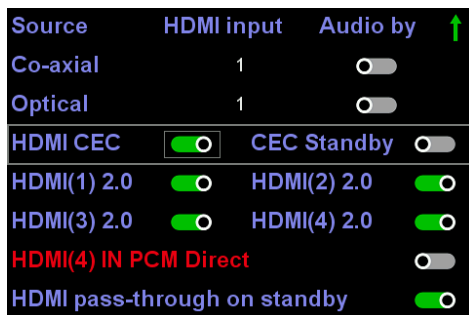 Source HDMI input Audio by
Co-axial 1
Optical 1
HDMI CEC CEC Standby
HDMI(1) 2.0 HDMI(2) 2.0
HDMI(3) 2.0 HDMI(4) 2.0
HDMI(4) IN PCM Direct
HDMI pass-through on standby